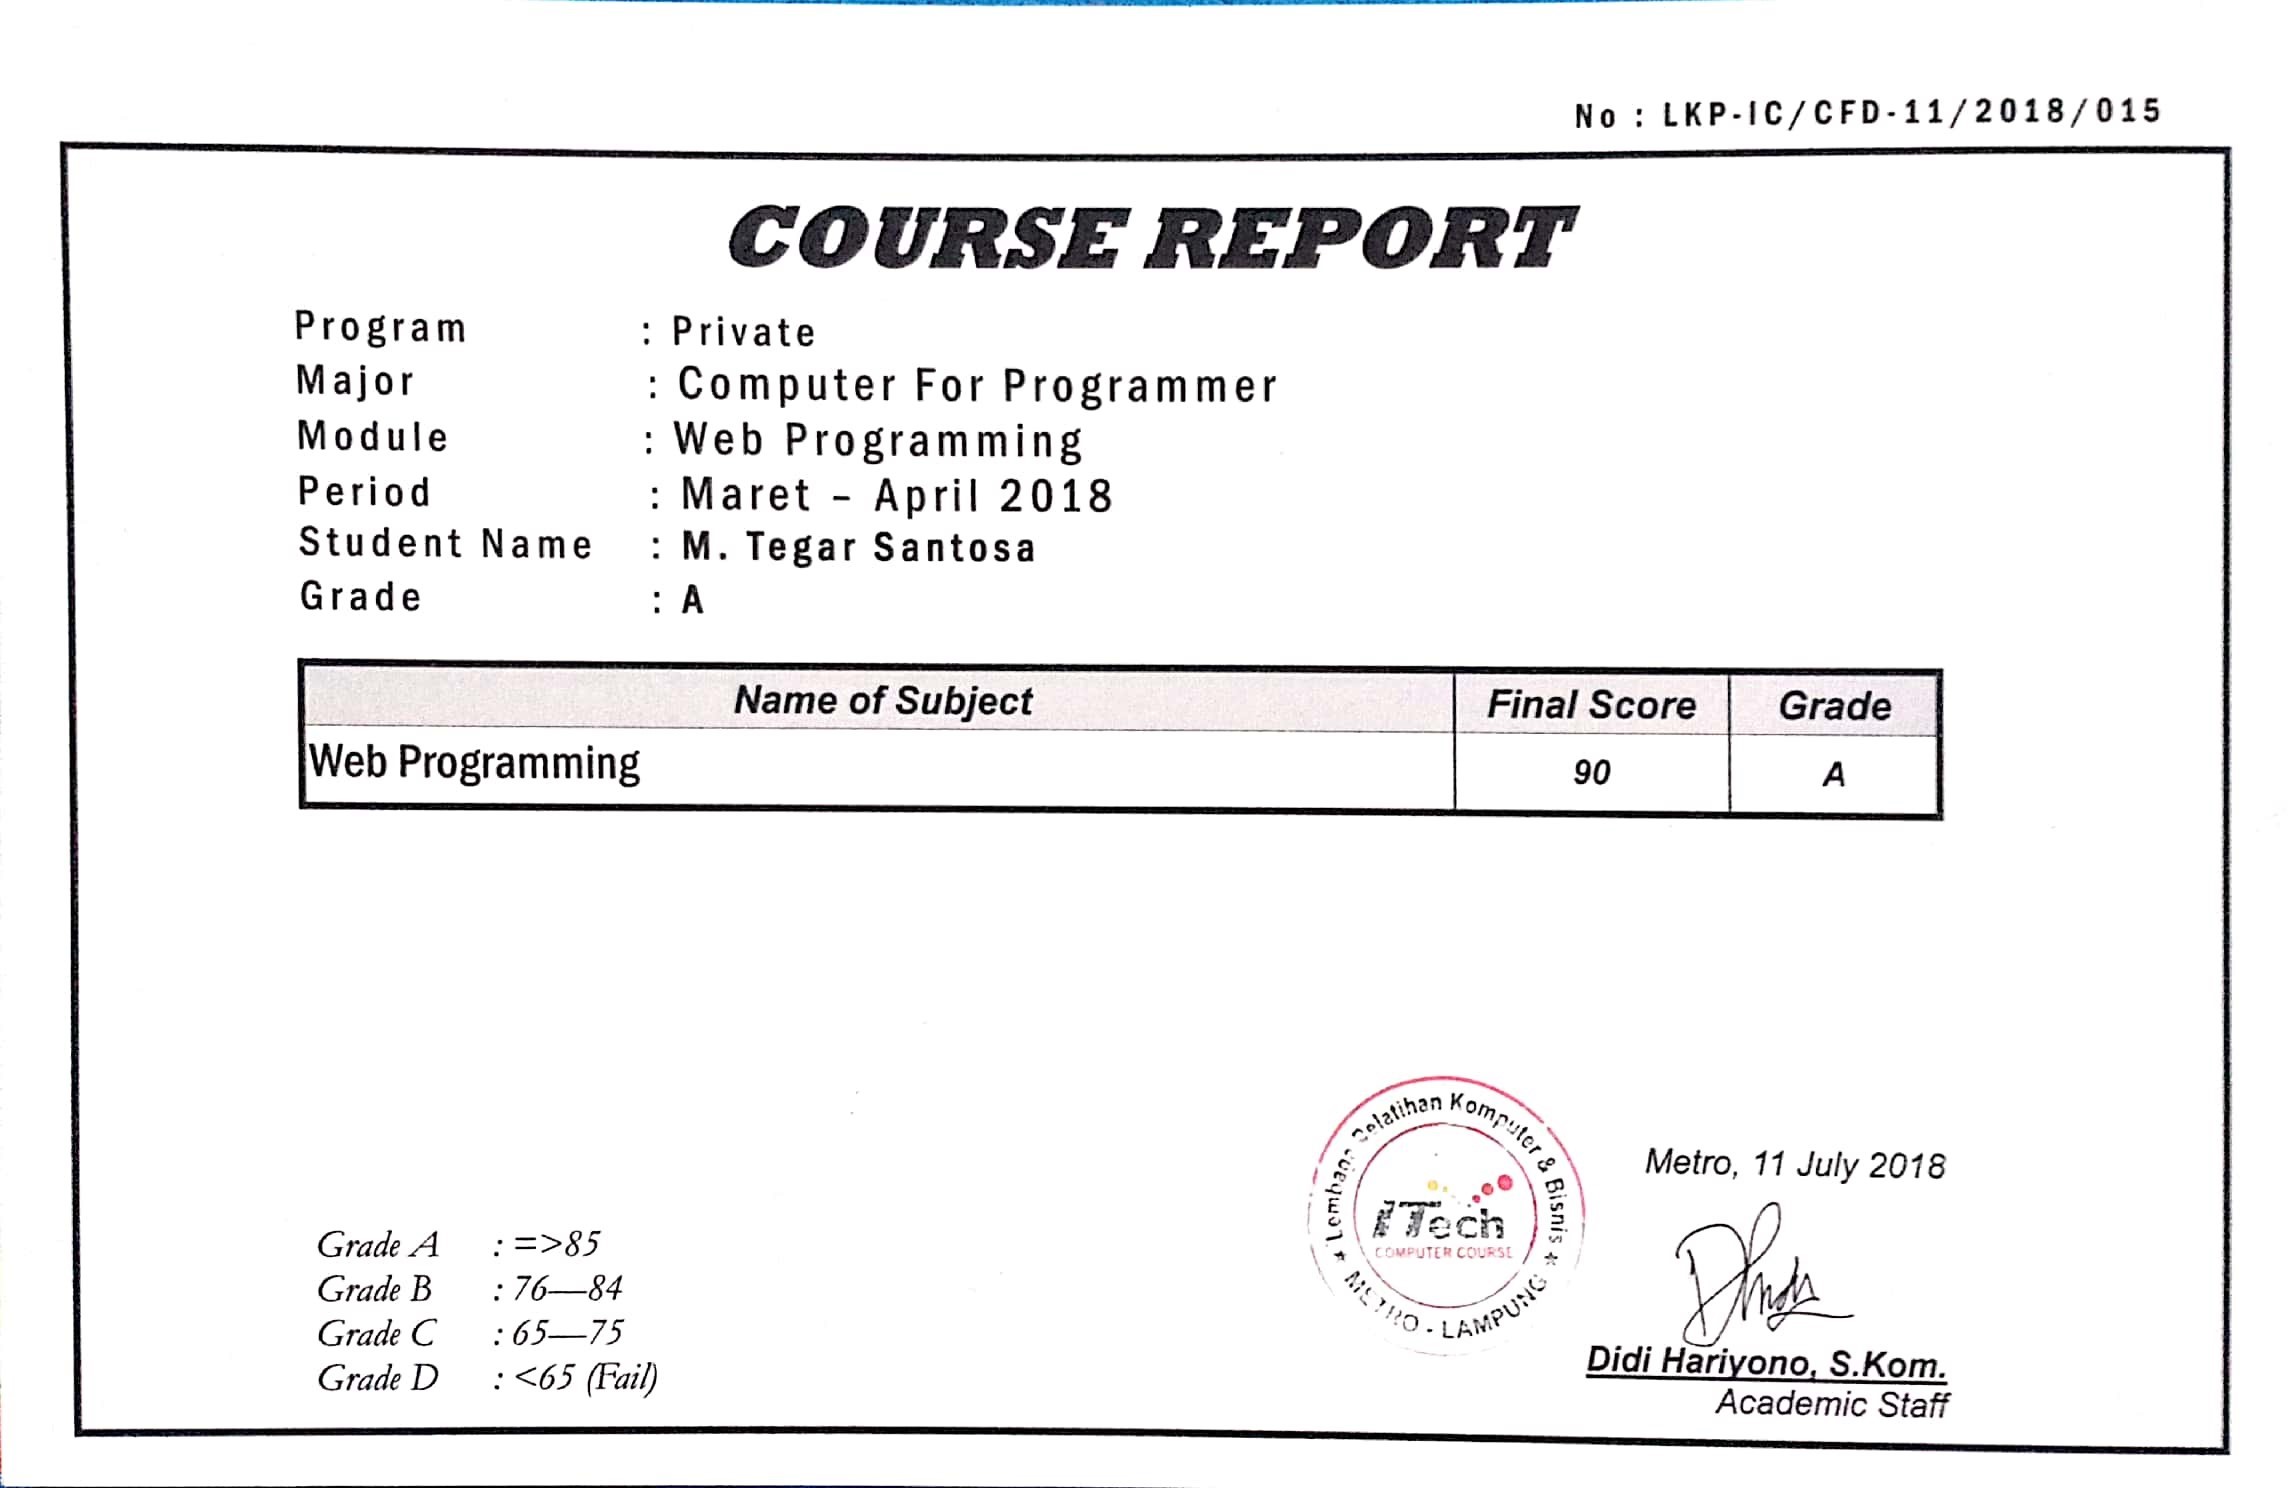 No : LKP-IC/CFD-11/2018/015
COURSE REPORT
Program : Private
Major : Computer For Programmer
Module : Web Programming
Period : Maret – April 2018
Student Name : M. Tegar Santosa
Grade : A
Name of Subject Final Score Grade
Web Programming 90 A
Lembaga Pelatihan Komputer & Bisnis
ITech
COMPUTER COURSE
METRO - LAMPUNG
Metro, 11 July 2018
Didi Hariyono, S.Kom.
Academic Staff
Grade A : =>85
Grade B : 76—84
Grade C : 65—75
Grade D : <65 (Fail)